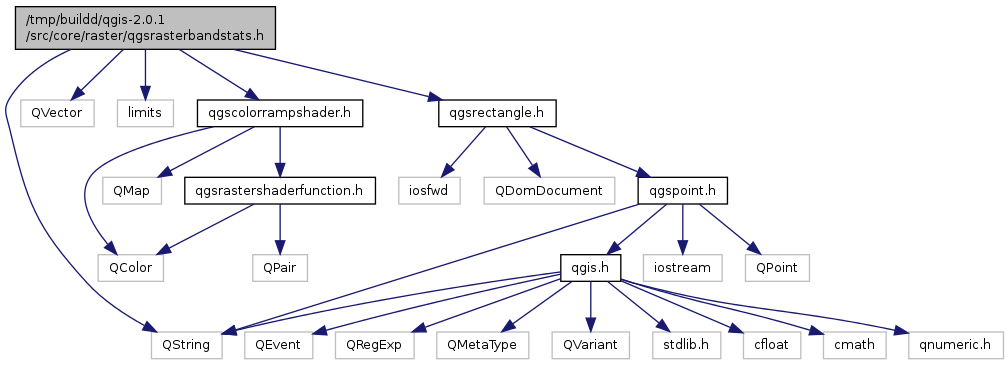 /tmp/buildd/qgis-2.0.1
/src/core/raster/qgsrasterbandstats.h
QVector
limits
qgscolorrampshader.h
qgsrectangle.h
QMap
qgsrastershaderfunction.h
iosfwd
QDomDocument
qgspoint.h
QColor
QPair
qgis.h
iostream
QPoint
QString
QEvent
QRegExp
QMetaType
QVariant
stdlib.h
cfloat
cmath
qnumeric.h